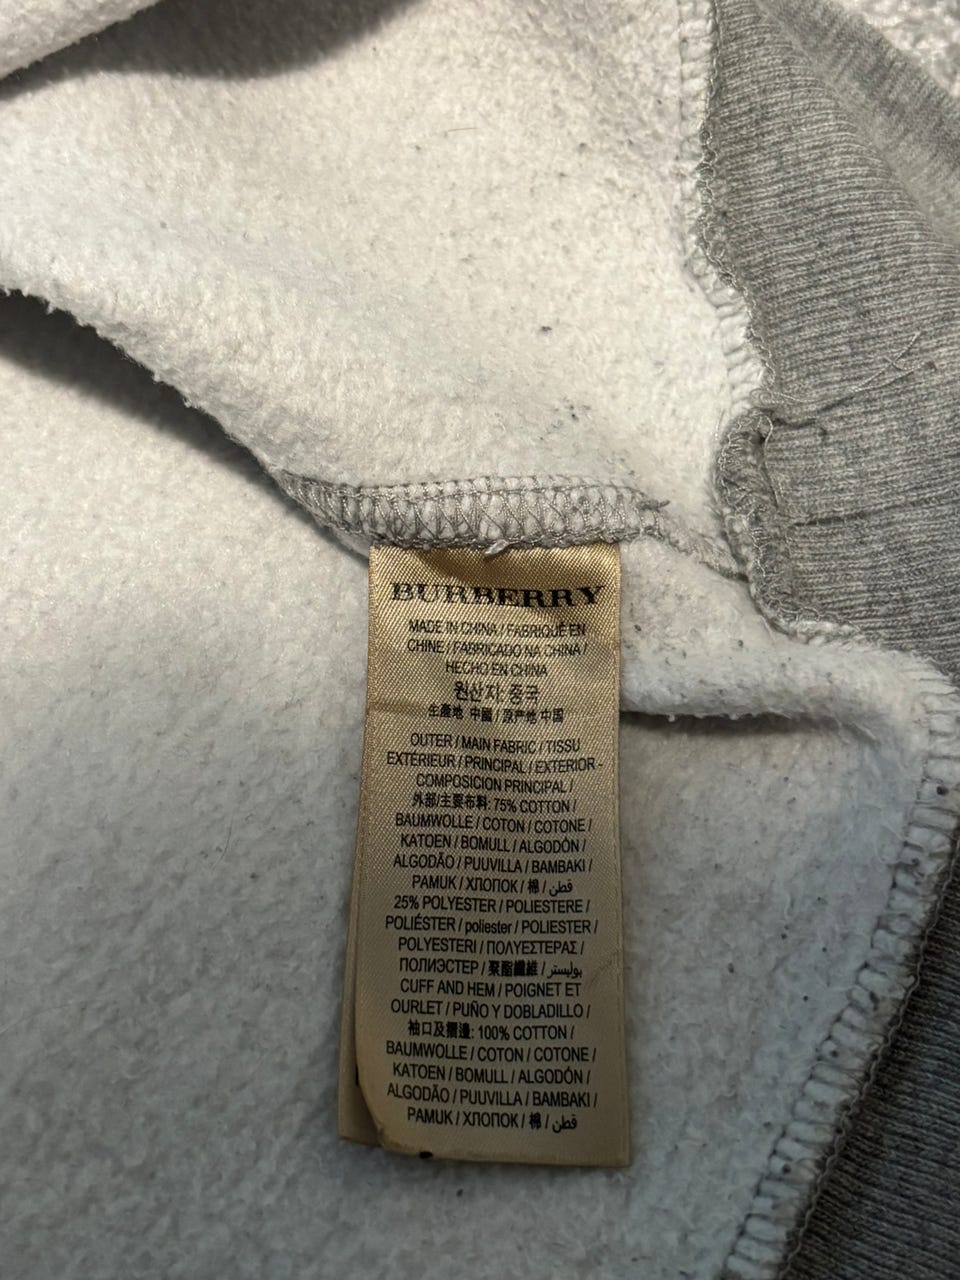 BURBERRY
MADE IN CHINA / FABRIQUÉ EN
CHINE / FABRICADO NA CHINA /
HECHO EN CHINA
원산지 중국
生產地 中國 / 原产地 中国
OUTER / MAIN FABRIC / TISSU
EXTERIEUR / PRINCIPAL / EXTERIOR -
COMPOSICION PRINCIPAL /
外部/主要布料: 75% COTTON /
BAUMWOLLE / COTON / COTONE /
KATOEN / BOMULL / ALGODÓN /
ALGODÃO / PUUVILLA / BAMBAKI /
PAMUK / ХЛОПОК / 棉 / قطن
25% POLYESTER / POLIESTERE /
POLIÉSTER / poliester / POLIESTER /
POLYESTERI / ΠΟΛΥΕΣΤΕΡΑΣ /
ПОЛИЭСТЕР / 聚酯纖維 / بوليستر
CUFF AND HEM / POIGNET ET
OURLET / PUÑO Y DOBLADILLO /
袖口及摺邊: 100% COTTON /
BAUMWOLLE / COTON / COTONE /
KATOEN / BOMULL / ALGODÓN /
ALGODÃO / PUUVILLA / BAMBAKI /
PAMUK / ХЛОПОК / 棉 / قطن